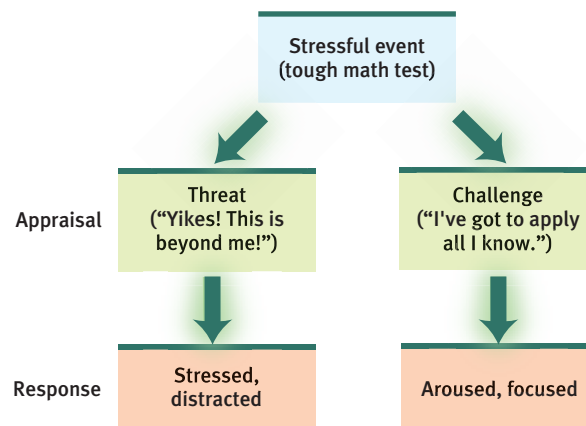 Stressful event
(tough math test)
Appraisal
Threat
(“Yikes! This is
beyond me!”)
Challenge
(“I've got to apply
all I know.”)
Response
Stressed,
distracted
Aroused, focused